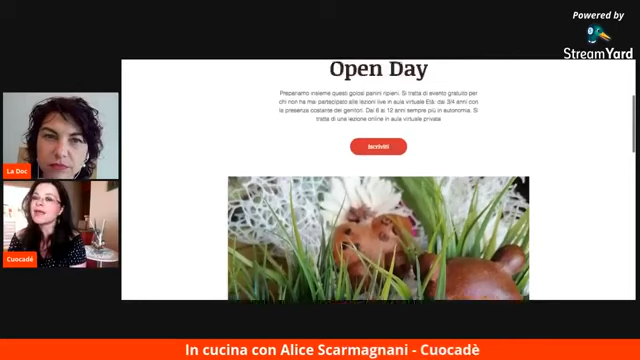 Powered by
StreamYard
Open Day
Prepariamo insieme questi golosi panini ripieni. Si tratta di evento gratuito per
chi non ha mai partecipato alle lezioni live in aula virtuale Età: dai 3/4 anni con
la presenza costante dei genitori. Dai 6 ai 12 anni sempre più in autonomia. Si
tratta di una lezione online in aula virtuale privata
Iscriviti
La Doc
Cuocadè
In cucina con Alice Scarmagnani - Cuocadè